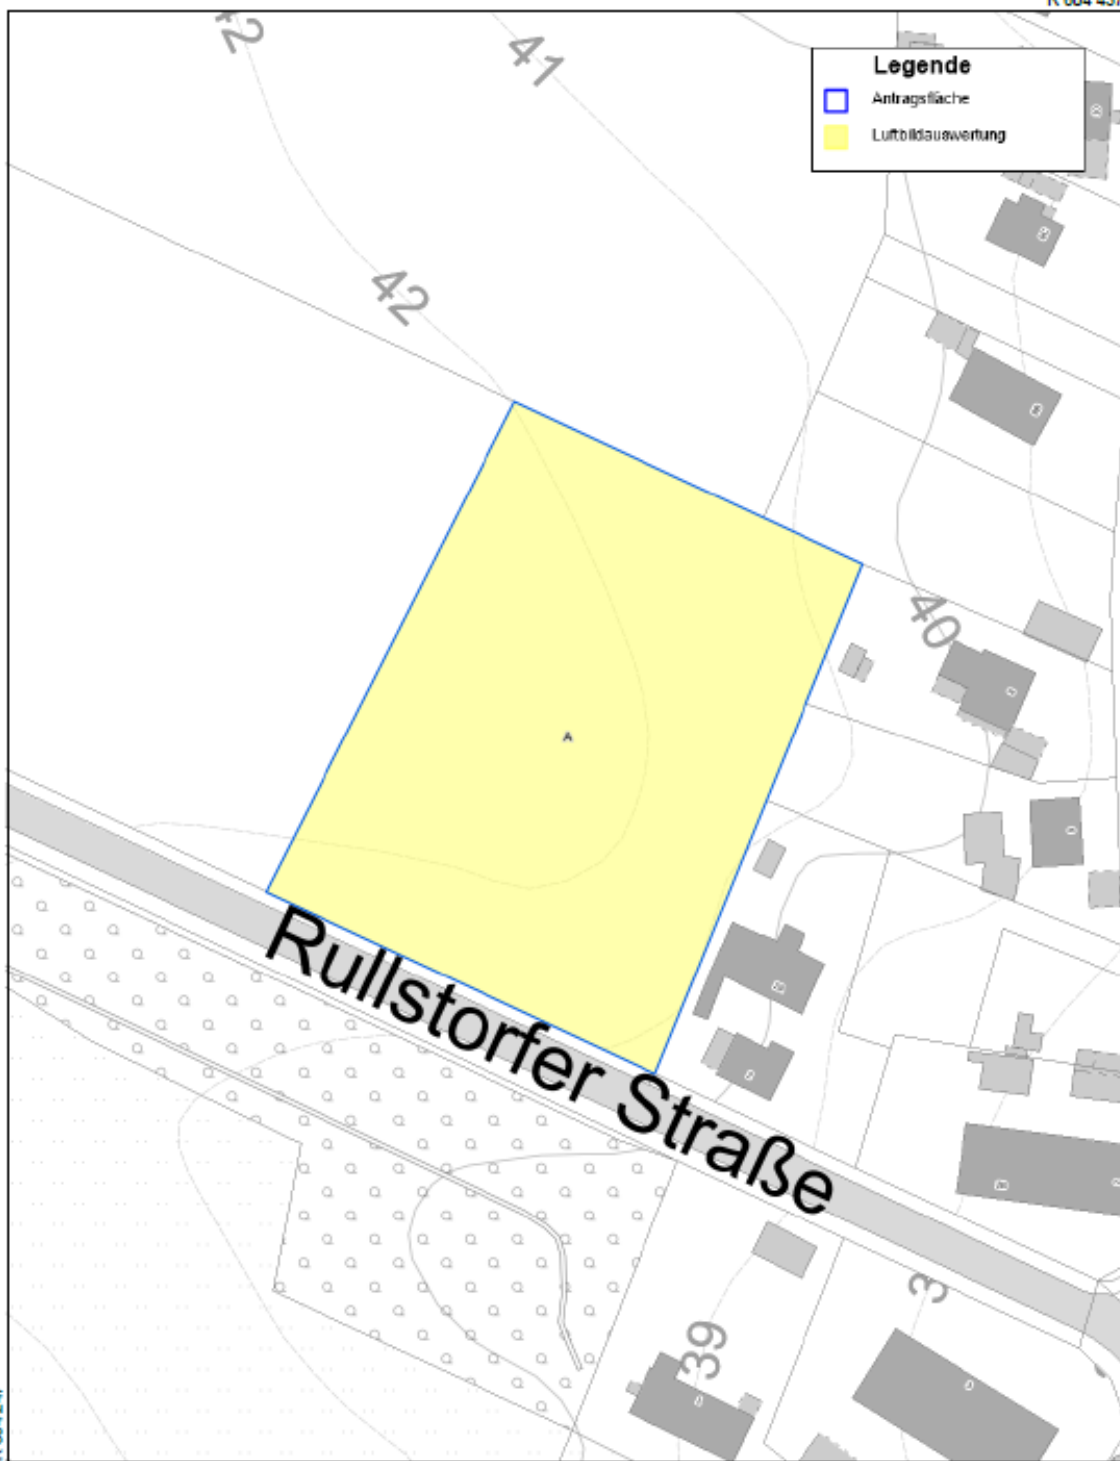 42
41
Legende
Antragsfläche
Luftbildauswertung
42
40
A
Rullstorfer Straße
39
3